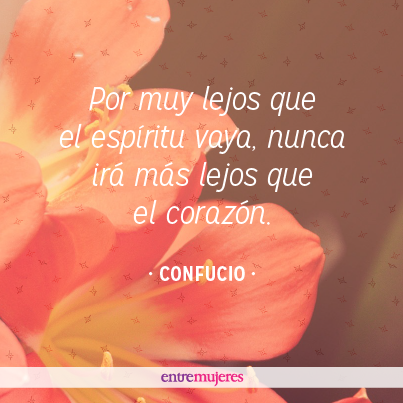 Por muy lejos que
el espíritu vaya, nunca
irá más lejos que
el corazón.
· CONFUCIO ·
entremujeres